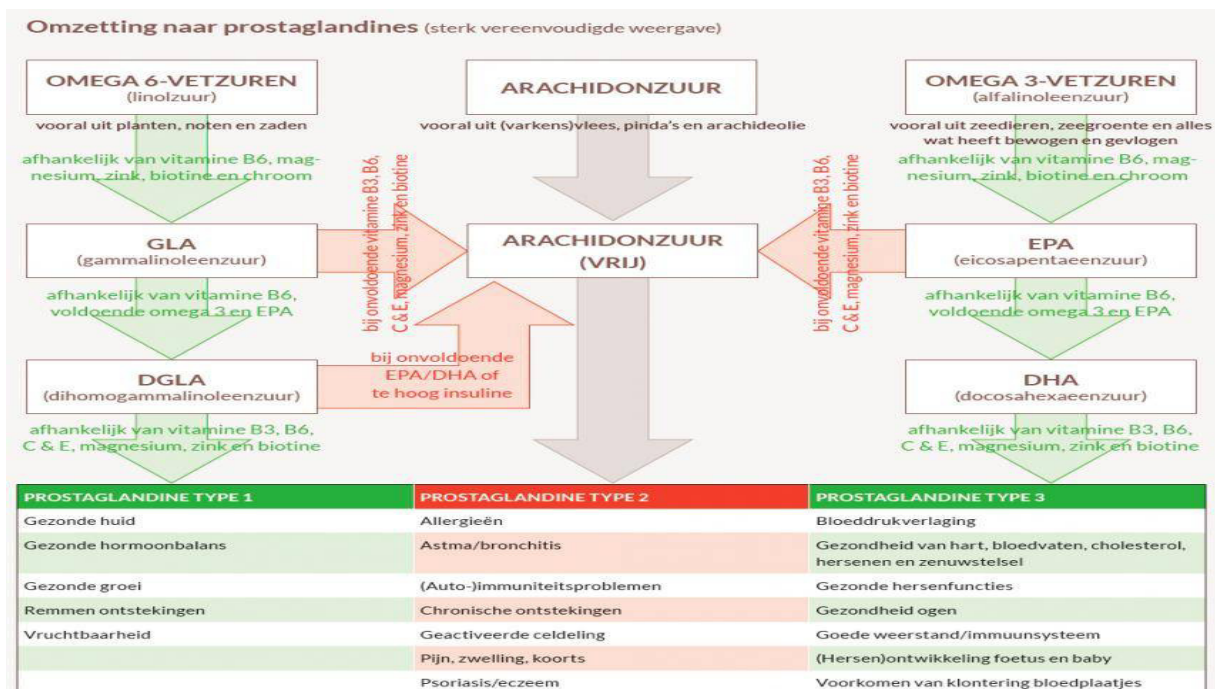 Omzetting naar prostaglandines (sterk vereenvoudigde weergave)
OMEGA 6-VETZUREN
(linolzuur)
vooral uit planten, noten en zaden
afhankelijk van vitamine B6, mag-
nesium, zink, biotine en chroom
ARACHIDONZUUR
vooral uit (varkens)vlees, pinda's en arachideolie
OMEGA 3-VETZUREN
(alfalinoleenzuur)
vooral uit zeedieren, zeegroente en alles
wat heeft bewogen en gevlogen
afhankelijk van vitamine B6, mag-
nesium, zink, biotine en chroom
GLA
(gammalinoleenzuur)
bij onvoldoende vitamine B3, B6,
C & E, magnesium, zink en biotine
ARACHIDONZUUR
(VRIJ)
bij onvoldoende vitamine B3, B6,
C & E, magnesium, zink en biotine
EPA
(eicosapentaeenzuur)
afhankelijk van vitamine B6,
voldoende omega 3 en EPA
afhankelijk van vitamine B6,
voldoende omega 3 en EPA
DGLA
(dihomogammalinoleenzuur)
bij onvoldoende
EPA/DHA of
te hoog insuline
DHA
(docosahexaeenzuur)
afhankelijk van vitamine B3, B6,
C & E, magnesium, zink en biotine
afhankelijk van vitamine B3, B6,
C & E, magnesium, zink en biotine
PROSTAGLANDINE TYPE 1 PROSTAGLANDINE TYPE 2 PROSTAGLANDINE TYPE 3
Gezonde huid Allergieën Bloeddrukverlaging
Gezonde hormoonbalans Astma/bronchitis Gezondheid van hart, bloedvaten, cholesterol,
hersenen en zenuwstelsel
Gezonde groei (Auto-)immuniteitsproblemen Gezonde hersenfuncties
Remmen ontstekingen Chronische ontstekingen Gezondheid ogen
Vruchtbaarheid Geactiveerde celdeling Goede weerstand/immuunsysteem
Pijn, zwelling, koorts (Hersen)ontwikkeling foetus en baby
Psoriasis/eczeem Voorkomen van klontering bloedplaatjes